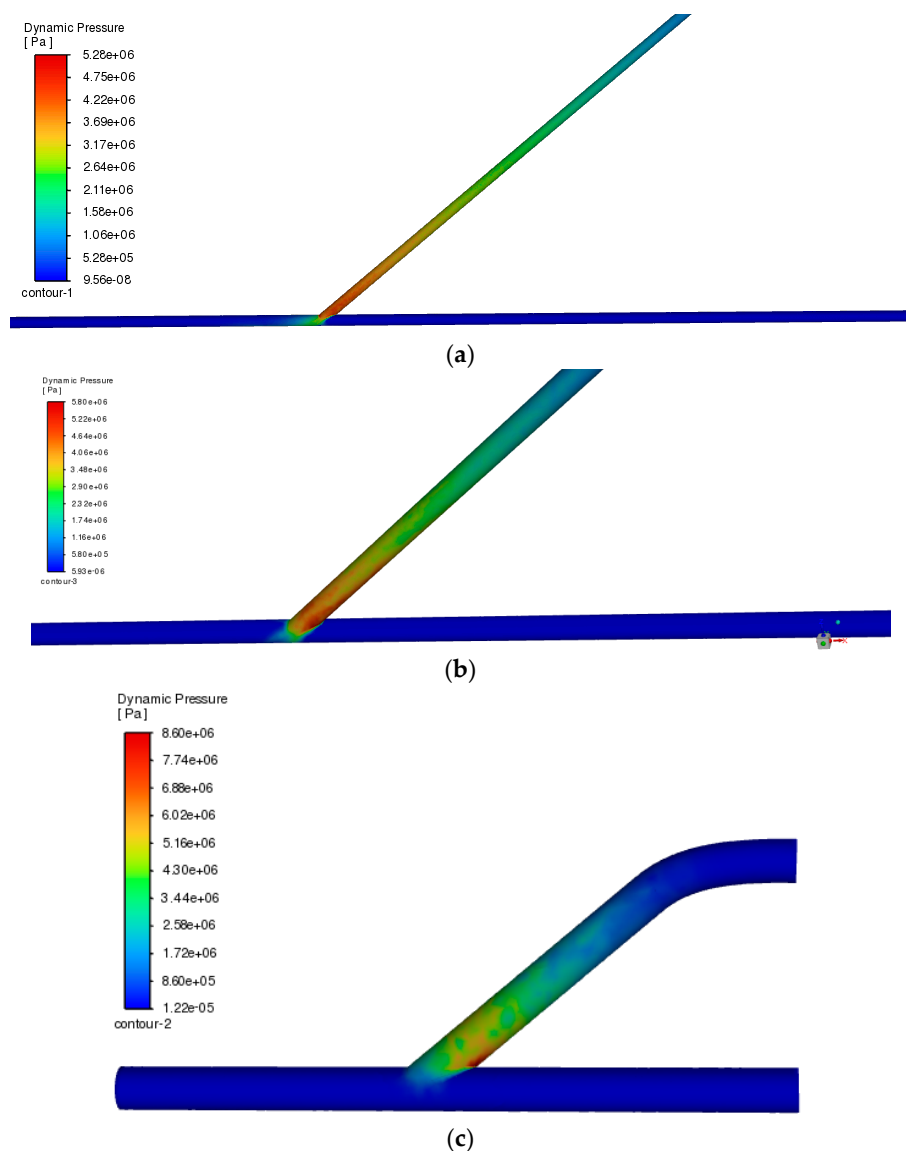 Dynamic Pressure
[ Pa ]
5.28e+06
4.75e+06
4.22e+06
3.69e+06
3.17e+06
2.64e+06
2.11e+06
1.58e+06
1.06e+06
5.28e+05
9.56e-08
contour-1
(a)
Dynamic Pressure
[ Pa ]
5.80e+06
5.22e+06
4.64e+06
4.06e+06
3.48e+06
2.90e+06
2.32e+06
1.74e+06
1.16e+06
5.80e+05
5.93e-06
contour-3
X
(b)
Dynamic Pressure
[ Pa ]
8.60e+06
7.74e+06
6.88e+06
6.02e+06
5.16e+06
4.30e+06
3.44e+06
2.58e+06
1.72e+06
8.60e+05
1.22e-05
contour-2
(c)